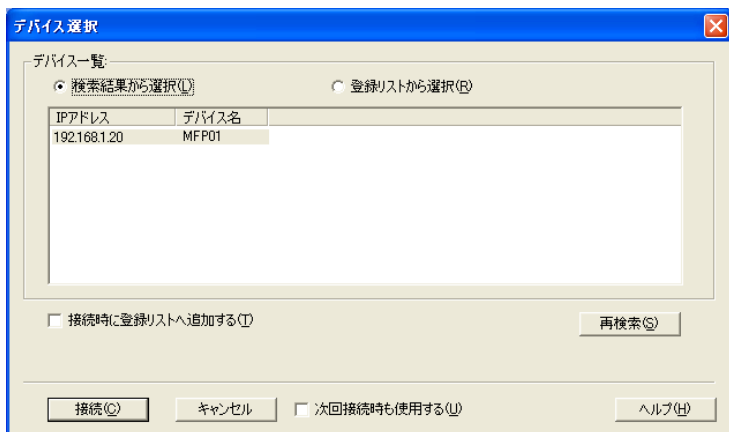 デバイス選択
デバイス一覧:
検索結果から選択(L) 登録リストから選択(R)
IPアドレス デバイス名
192.168.1.20 MFP01
接続時に登録リストへ追加する(T) 再検索(S)
接続(C) キャンセル 次回接続時も使用する(U) ヘルプ(H)